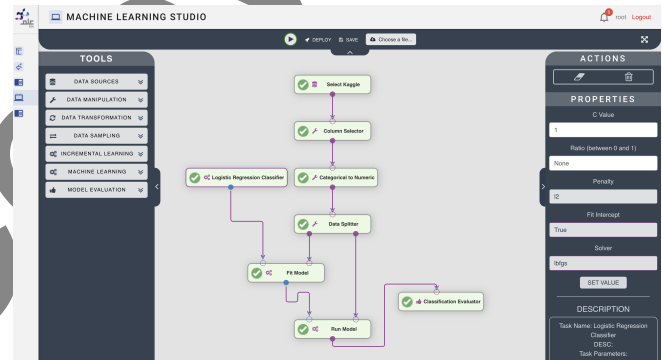 MACHINE LEARNING STUDIO
root Logout
DEPLOY SAVE Choose a file...
TOOLS
DATA SOURCES
DATA MANIPULATION
DATA TRANSFORMATION
DATA SAMPLING
INCREMENTAL LEARNING
MACHINE LEARNING
MODEL EVALUATION
Select Kaggle
Column Selector
Logistic Regression Classifier
Categorical to Numeric
Data Splitter
Fit Model
Classification Evaluator
Run Model
ACTIONS
PROPERTIES
C Value
1
Ratio (between 0 and 1)
None
Penalty
l2
Fit Intercept
True
Solver
lbfgs
SET VALUE
DESCRIPTION
Task Name: Logistic Regression
Classifier
DESC:
Task Parameters: